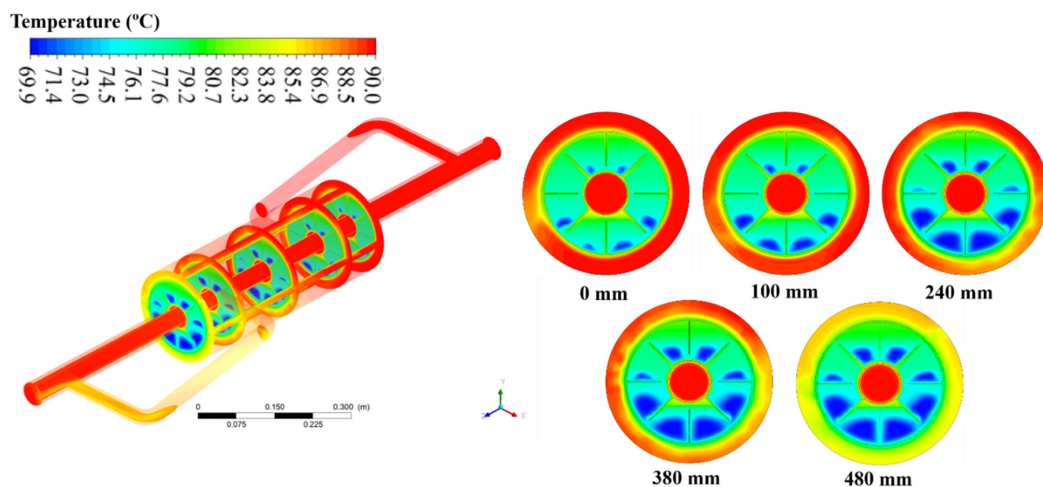 Temperature (ºC)
69.9
71.4
73.0
74.5
76.1
77.6
79.2
80.7
82.3
83.8
85.4
86.9
88.5
90.0
0 mm
100 mm
240 mm
380 mm
480 mm
0 0.150 0.300 (m)
0.075 0.225
Y
Z X